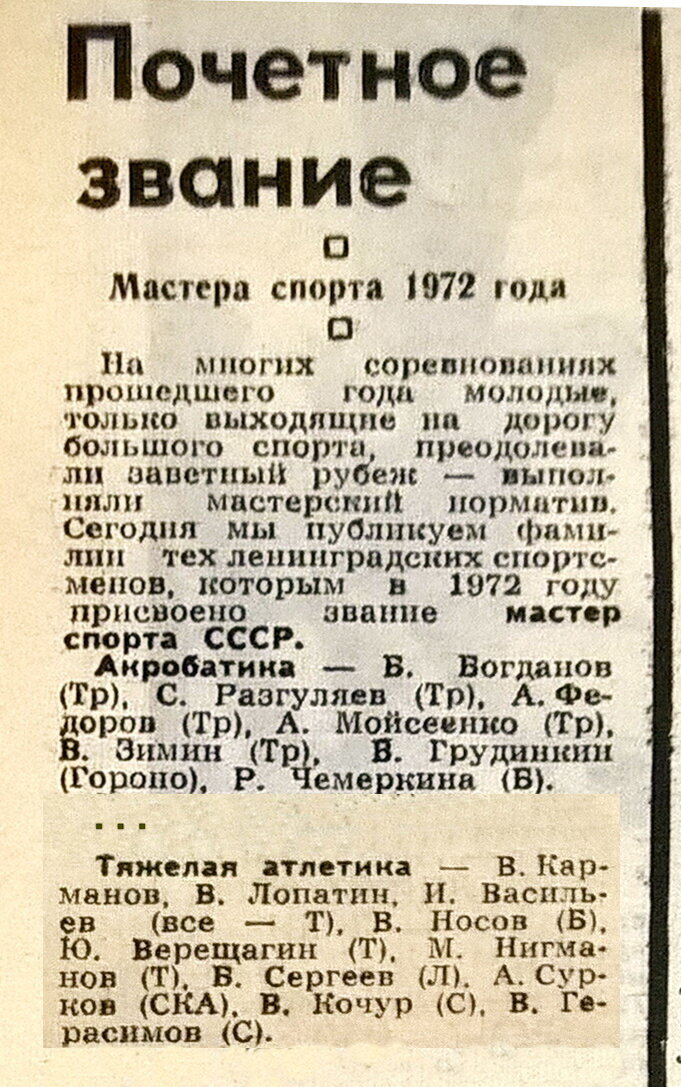 Почетное
звание
Мастера спорта 1972 года
На многих соревнованиях
прошедшего года молодые,
только выходящие на дорогу
большого спорта, преодолева-
ли заветный рубеж — выпол-
няли мастерский норматив.
Сегодня мы публикуем фами-
лии тех ленинградских спортс-
менов, которым в 1972 году
присвоено звание мастер
спорта СССР.
Акробатика — Б. Богданов
(Тр), С. Разгуляев (Тр), А. Фе-
доров (Тр), А. Мойсеенко (Тр),
В. Зимин (Тр), В. Грудинкин
(Гороно), Р. Чемеркина (Б).
...
Тяжелая атлетика — В. Кар-
манов, В. Лопатин, И. Василь-
ев (все — Т), В. Носов (Б),
Ю. Верещагин (Т), М. Нигма-
нов (Т), Б. Сергеев (Л), А. Сур-
ков (СКА), В. Кочур (С), В. Ге-
расимов (С).